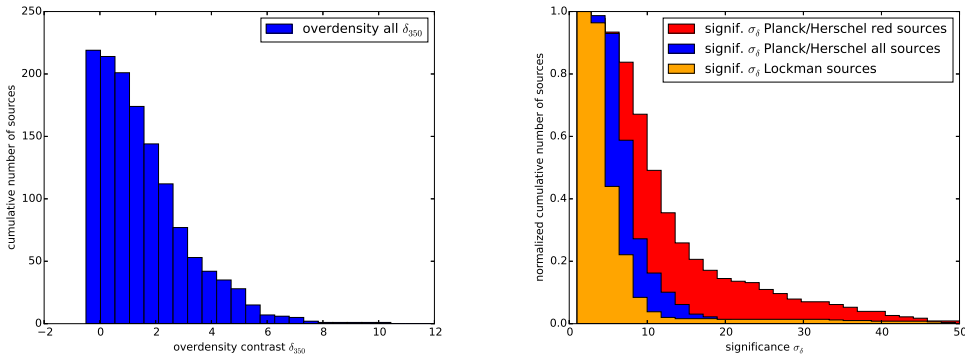 250
200
150
100
50
0
cumulative number of sources
overdensity all δ350
−2 0 2 4 6 8 10 12
overdensity contrast δ350
1.0
0.8
0.6
0.4
0.2
0.0
normalized cumulative number of sources
signif. σδ Planck/Herschel red sources
signif. σδ Planck/Herschel all sources
signif. σδ Lockman sources
0 10 20 30 40 50
significance σδ